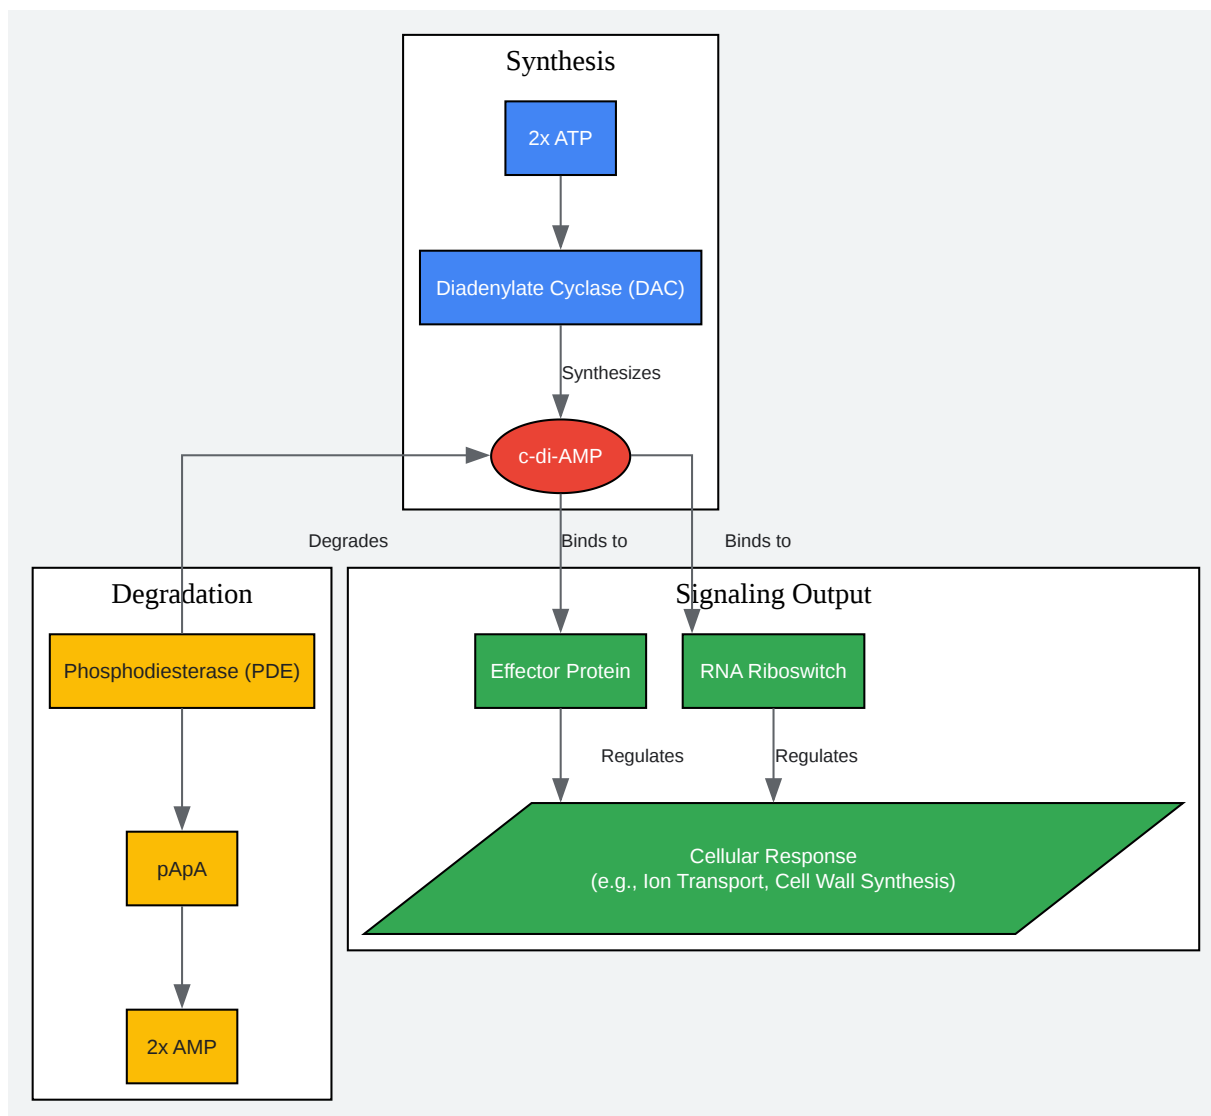 Synthesis
2x ATP
Diadenylate Cyclase (DAC)
Synthesizes
c-di-AMP
Degrades
Binds to
Binds to
Degradation
Signaling Output
Phosphodiesterase (PDE)
Effector Protein
RNA Riboswitch
Regulates
Regulates
pApA
Cellular Response
(e.g., Ion Transport, Cell Wall Synthesis)
2x AMP